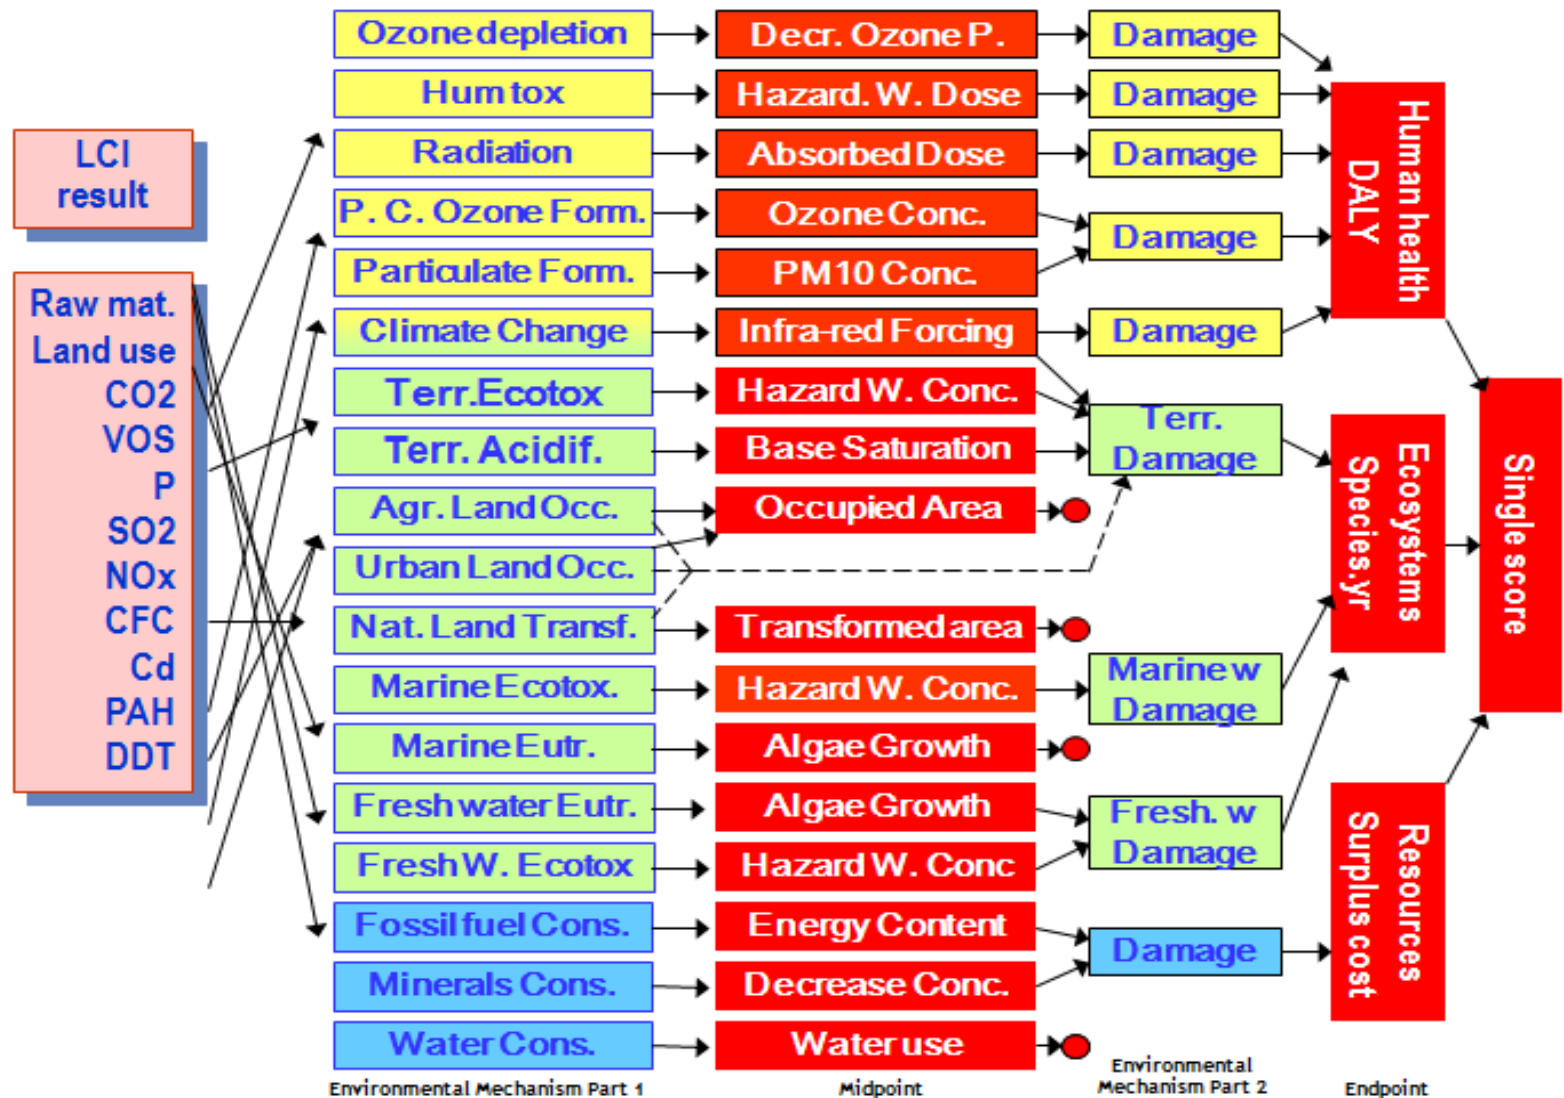 LCI
result
Raw mat.
Land use
CO2
VOS
P
SO2
NOx
CFC
Cd
PAH
DDT
Ozone depletion
Hum tox
Radiation
P. C. Ozone Form.
Particulate Form.
Climate Change
Terr.Ecotox
Terr. Acidif.
Agr. Land Occ.
Urban Land Occ.
Nat. Land Transf.
Marine Ecotox.
Marine Eutr.
Fresh water Eutr.
Fresh W. Ecotox
Fossil fuel Cons.
Minerals Cons.
Water Cons.
Environmental Mechanism Part 1
Decr. Ozone P.
Hazard. W. Dose
Absorbed Dose
Ozone Conc.
PM10 Conc.
Infra-red Forcing
Hazard W. Conc.
Base Saturation
Occupied Area
Transformed area
Hazard W. Conc.
Algae Growth
Algae Growth
Hazard W. Conc
Energy Content
Decrease Conc.
Water use
Midpoint
Damage
Damage
Damage
Damage
Damage
Terr.
Damage
Marine w
Damage
Fresh. w
Damage
Damage
Environmental
Mechanism Part 2
Human health
DALY
Ecosystems
Species.yr
Resources
Surplus cost
Endpoint
Single score